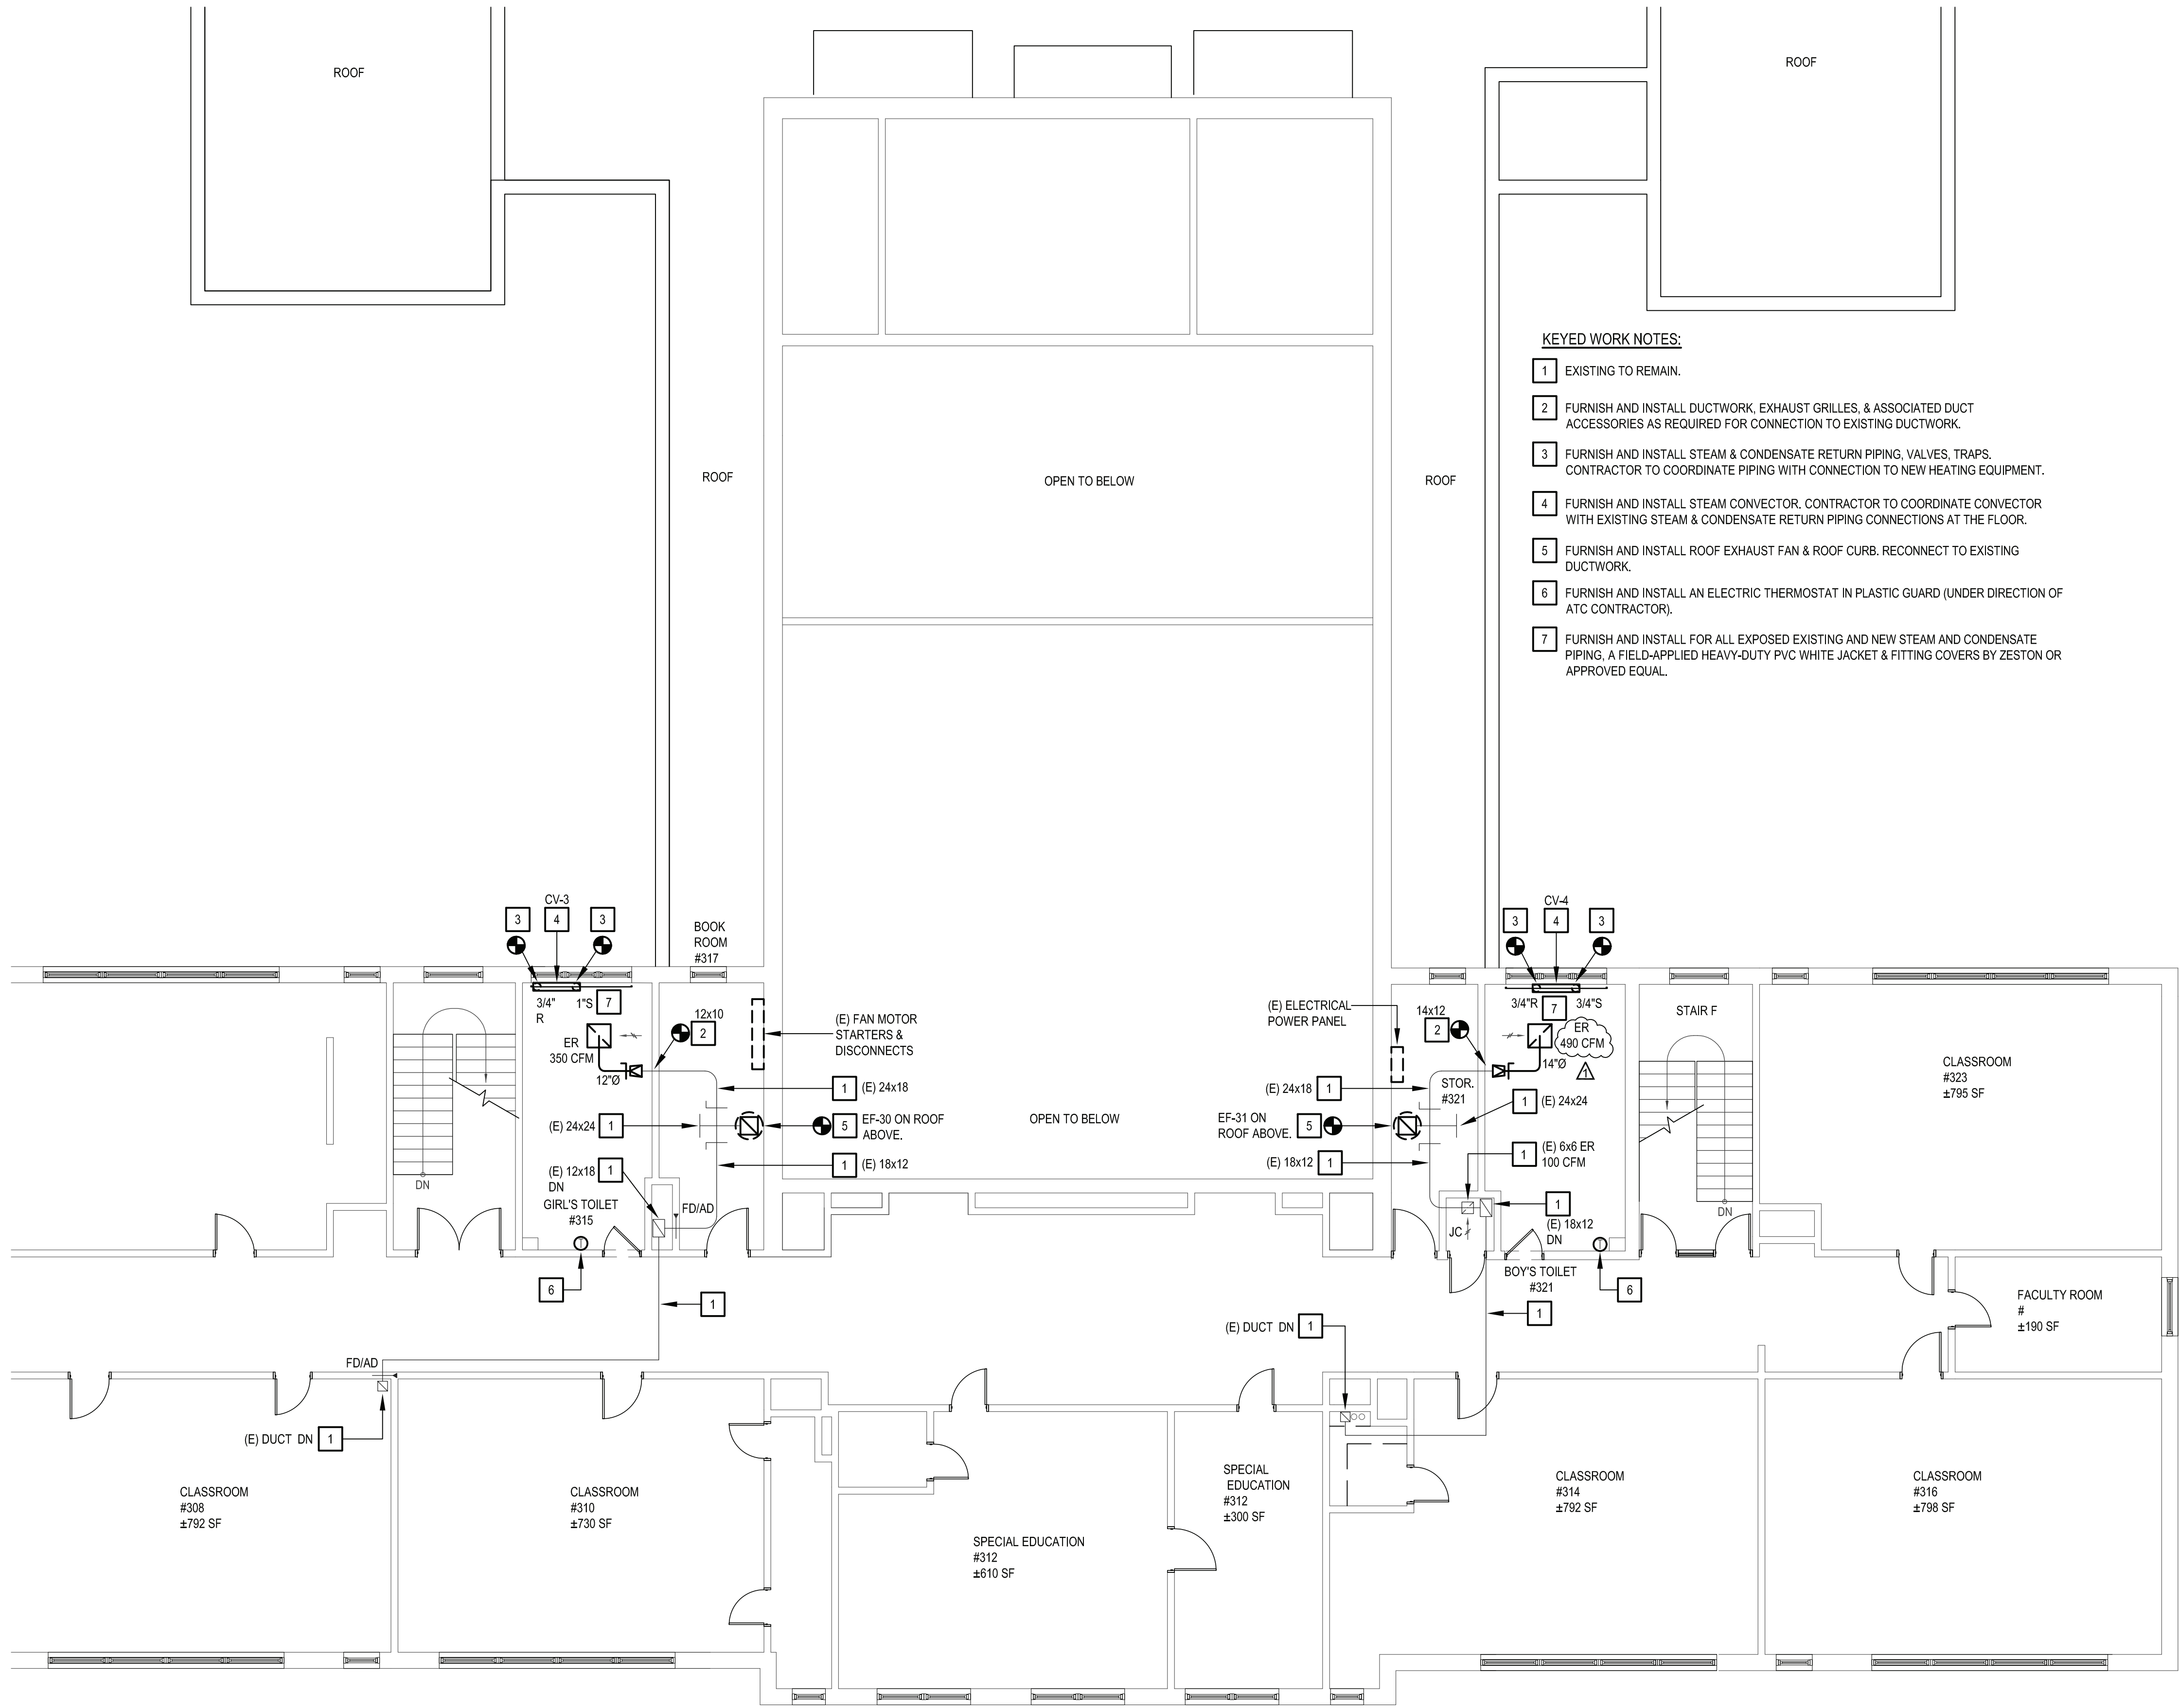 ROOF
ROOF
KEYED WORK NOTES:
1 EXISTING TO REMAIN.
2 FURNISH AND INSTALL DUCTWORK, EXHAUST GRILLES, & ASSOCIATED DUCT
ACCESSORIES AS REQUIRED FOR CONNECTION TO EXISTING DUCTWORK.
3 FURNISH AND INSTALL STEAM & CONDENSATE RETURN PIPING, VALVES, TRAPS.
CONTRACTOR TO COORDINATE PIPING WITH CONNECTION TO NEW HEATING EQUIPMENT.
4 FURNISH AND INSTALL STEAM CONVECTOR. CONTRACTOR TO COORDINATE CONVECTOR
WITH EXISTING STEAM & CONDENSATE RETURN PIPING CONNECTIONS AT THE FLOOR.
5 FURNISH AND INSTALL ROOF EXHAUST FAN & ROOF CURB. RECONNECT TO EXISTING
DUCTWORK.
6 FURNISH AND INSTALL AN ELECTRIC THERMOSTAT IN PLASTIC GUARD (UNDER DIRECTION OF
ATC CONTRACTOR).
7 FURNISH AND INSTALL FOR ALL EXPOSED EXISTING AND NEW STEAM AND CONDENSATE
PIPING, A FIELD-APPLIED HEAVY-DUTY PVC WHITE JACKET & FITTING COVERS BY ZESTON OR
APPROVED EQUAL.
ROOF
OPEN TO BELOW
ROOF
CV-3
3
4
3
BOOK
ROOM
#317
3/4"
R
1"S
7
12x10
2
ER
350 CFM
12"Ø
(E) FAN MOTOR
STARTERS &
DISCONNECTS
1 (E) 24x18
(E) 24x24 1
5 EF-30 ON ROOF
ABOVE.
1 (E) 18x12
(E) 12x18 1
DN
GIRL'S TOILET
#315
FD/AD
DN
6
1
OPEN TO BELOW
CV-4
3
4
3
(E) ELECTRICAL
POWER PANEL
3/4"R
7
3/4"S
14x12
2
ER
490 CFM
14"Ø
1
STAIR F
(E) 24x18 1
STOR.
#321
1 (E) 24x24
EF-31 ON
ROOF ABOVE. 5
(E) 18x12 1
1 (E) 6x6 ER
100 CFM
1
(E) 18x12
DN
JC
DN
BOY'S TOILET
#321
6
1
CLASSROOM
#323
±795 SF
FACULTY ROOM
#
±190 SF
(E) DUCT DN 1
FD/AD
(E) DUCT DN 1
CLASSROOM
#308
±792 SF
CLASSROOM
#310
±730 SF
SPECIAL EDUCATION
#312
±610 SF
SPECIAL
EDUCATION
#312
±300 SF
CLASSROOM
#314
±792 SF
CLASSROOM
#316
±798 SF